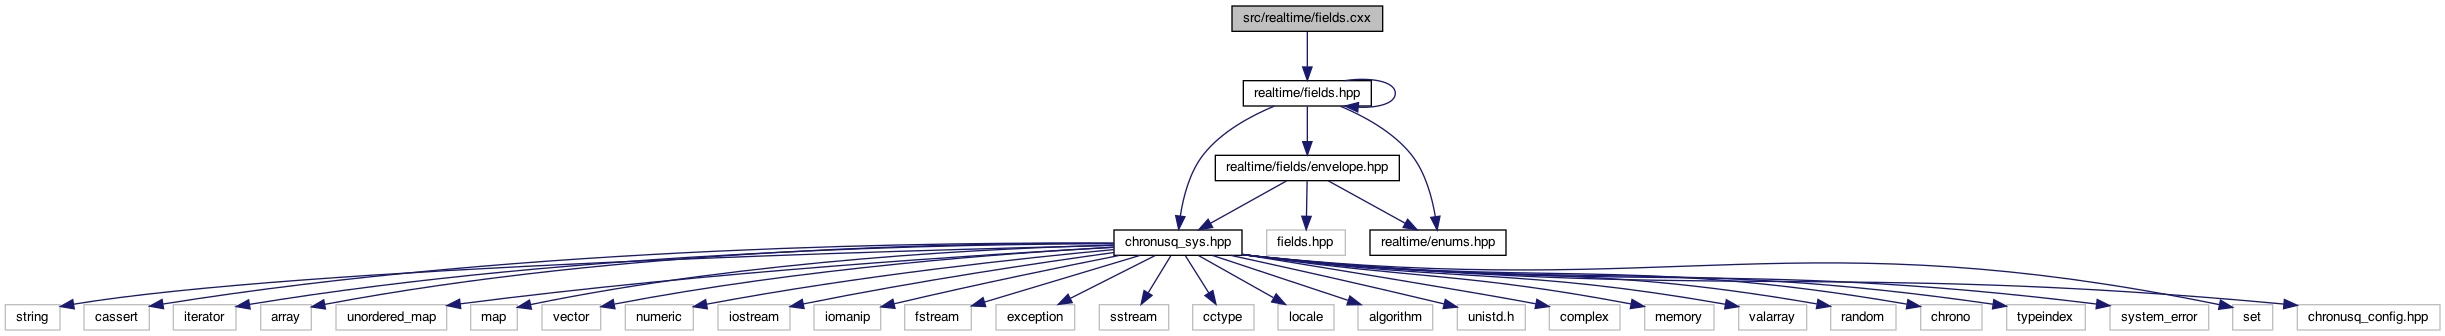 src/realtime/fields.cxx
realtime/fields.hpp
realtime/fields/envelope.hpp
chronusq_sys.hpp
fields.hpp
realtime/enums.hpp
string
cassert
iterator
array
unordered_map
map
vector
numeric
iostream
iomanip
fstream
exception
sstream
cctype
locale
algorithm
unistd.h
complex
memory
valarray
random
chrono
typeindex
system_error
set
chronusq_config.hpp